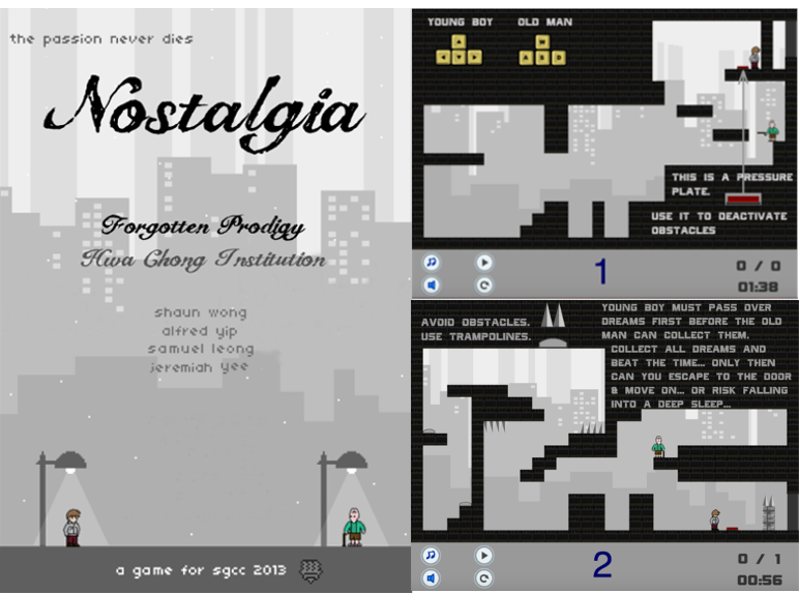 the passion never dies
Nostalgia
Forgotten Prodigy
Hwa Chong Institution
shaun wong
alfred yip
samuel leong
jeremiah yee
a game for sgcc 2013
YOUNG BOY
OLD MAN
W
A S D
THIS IS A PRESSURE
PLATE.
USE IT TO DEACTIVATE
OBSTACLES
1
0 / 0
01:38
AVOID OBSTACLES.
USE TRAMPOLINES.
YOUNG BOY MUST PASS OVER
DREAMS FIRST BEFORE THE OLD
MAN CAN COLLECT THEM.
COLLECT ALL DREAMS AND
BEAT THE TIME... ONLY THEN
CAN YOU ESCAPE TO THE DOOR
& MOVE ON... OR RISK FALLING
INTO A DEEP SLEEP...
2
0 / 1
00:56